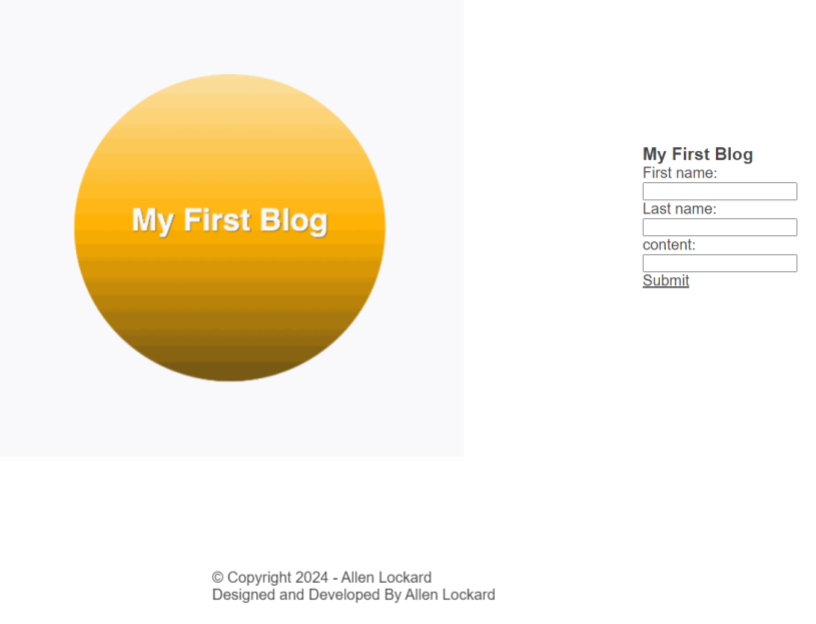 My First Blog
My First Blog
First name:
Last name:
content:
Submit
© Copyright 2024 - Allen Lockard
Designed and Developed By Allen Lockard